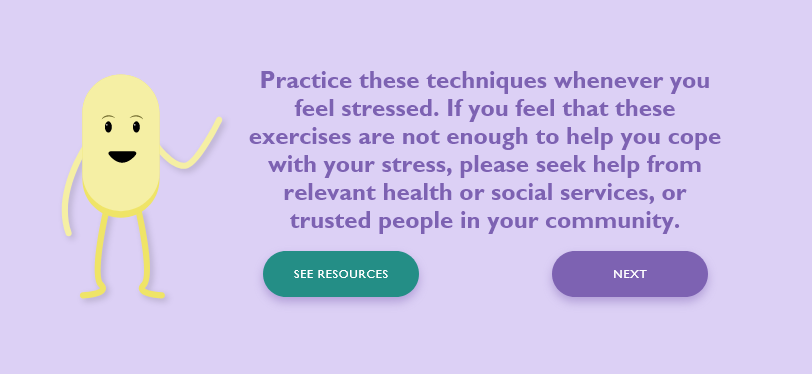 Practice these techniques whenever you
feel stressed. If you feel that these
exercises are not enough to help you cope
with your stress, please seek help from
relevant health or social services, or
trusted people in your community.
SEE RESOURCES
NEXT